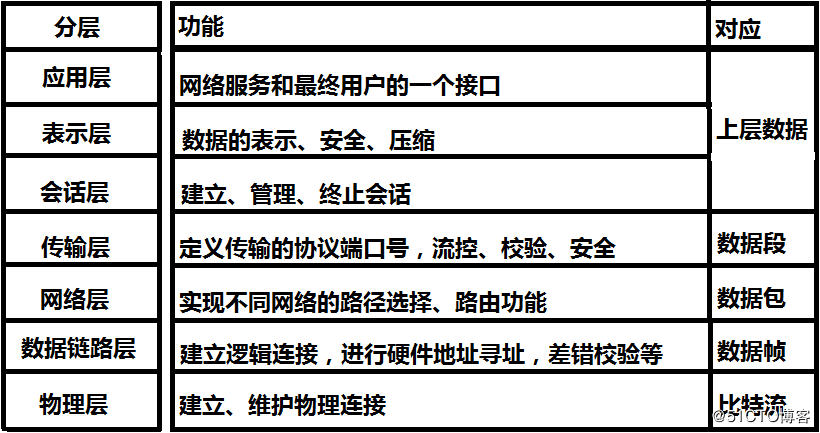 分层 功能 对应
应用层 网络服务和最终用户的一个接口
上层数据
表示层 数据的表示、安全、压缩
会话层 建立、管理、终止会话
传输层 定义传输的协议端口号，流控、校验、安全 数据段
网络层 实现不同网络的路径选择、路由功能 数据包
数据链路层 建立逻辑连接，进行硬件地址寻址，差错校验等 数据帧
物理层 建立、维护物理连接 比特流
@51CTO博客